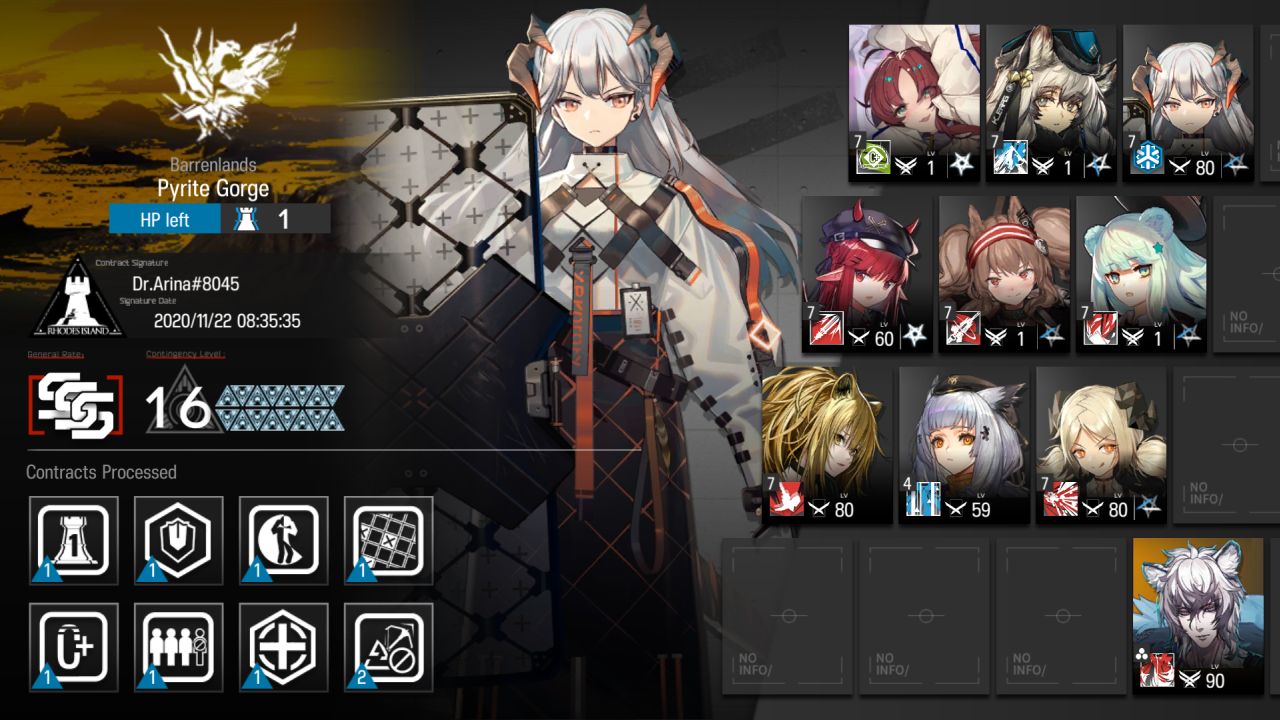 Barrenlands
Pyrite Gorge
HP left 1
Contract Signature
Dr.Arina#8045
Signature Date
2020/11/22 08:35:35
RHODES ISLAND
General Rate:
Contingency Level:
16
Contracts Processed
1
1 1 1 1
1 1 1 2
7 LV 1
7 LV 1
7 LV 80
7 LV 60
7 LV 1
7 LV 1
NO INFO/
7 LV 80
4 LV 59
7 LV 80
NO INFO/
NO INFO/
NO INFO/
NO INFO/
LV 90